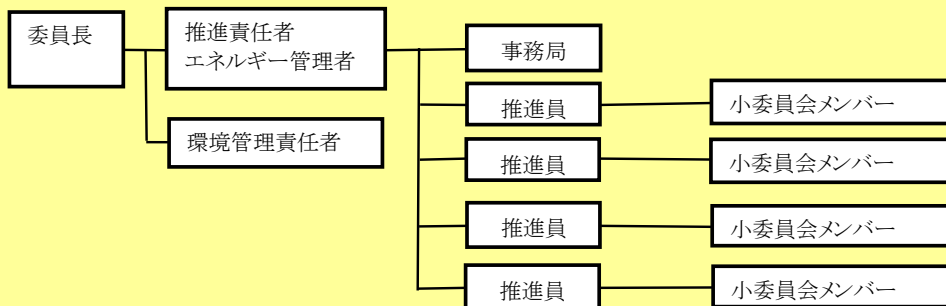 委員長
推進責任者
エネルギー管理者
環境管理責任者
事務局
推進員
小委員会メンバー
推進員
小委員会メンバー
推進員
小委員会メンバー
推進員
小委員会メンバー